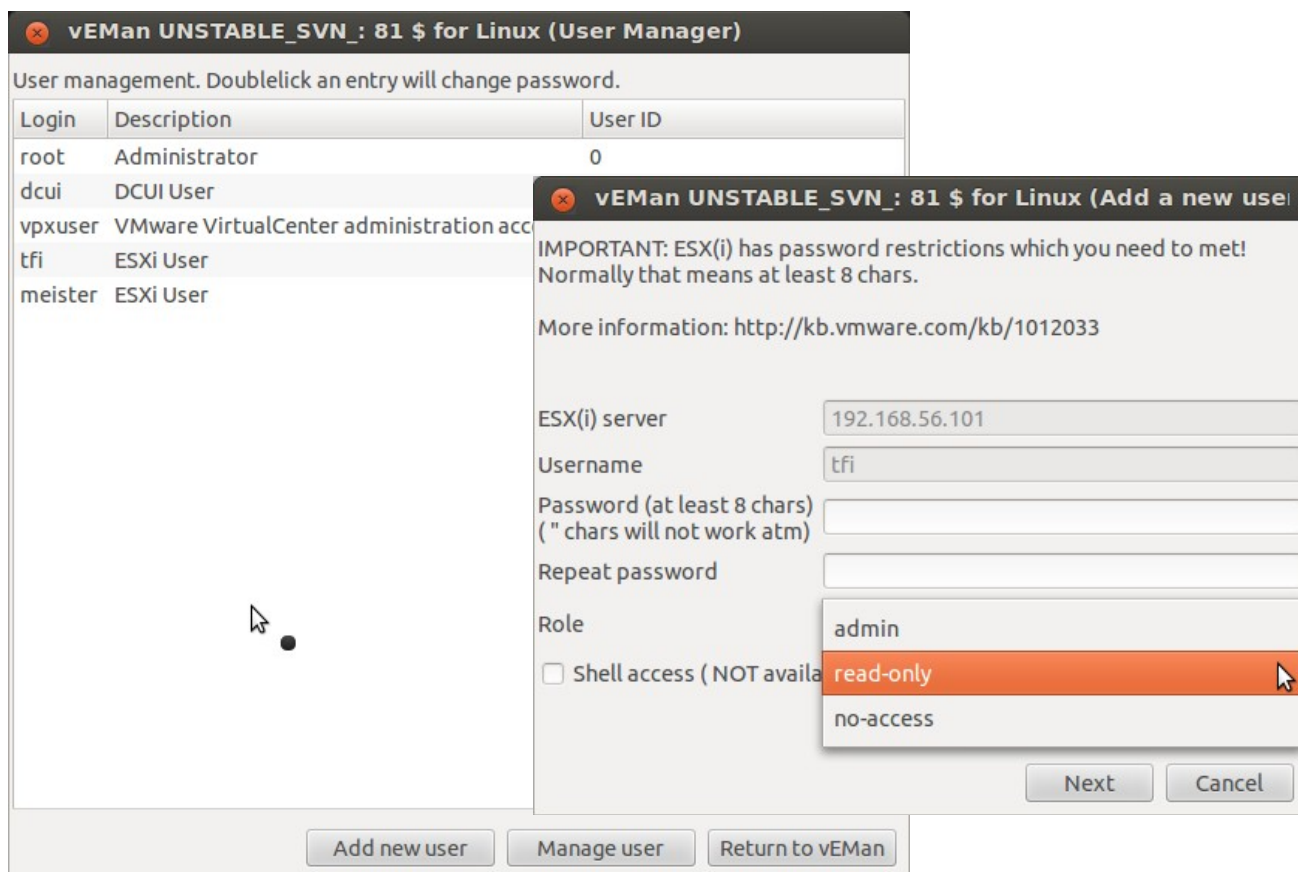 vEMan UNSTABLE_SVN_: 81 $ for Linux (User Manager)
User management. Doublelick an entry will change password.
Login Description User ID
root Administrator 0
dcui DCUI User
vpxuser VMware VirtualCenter administration
tfi ESXi User
meister ESXi User
Add new user Manage user Return to vEMan
vEMan UNSTABLE_SVN_: 81 $ for Linux (Add a new
IMPORTANT: ESX(i) has password restrictions which you need to met!
Normally that means at least 8 chars.
More information: http://kb.vmware.com/kb/1012033
ESX(i) server 192.168.56.101
Username tfi
Password (at least 8 chars)
( " chars will not work atm)
Repeat password
Role
admin
Shell access ( NOT
read-only
no-access
Next Cancel